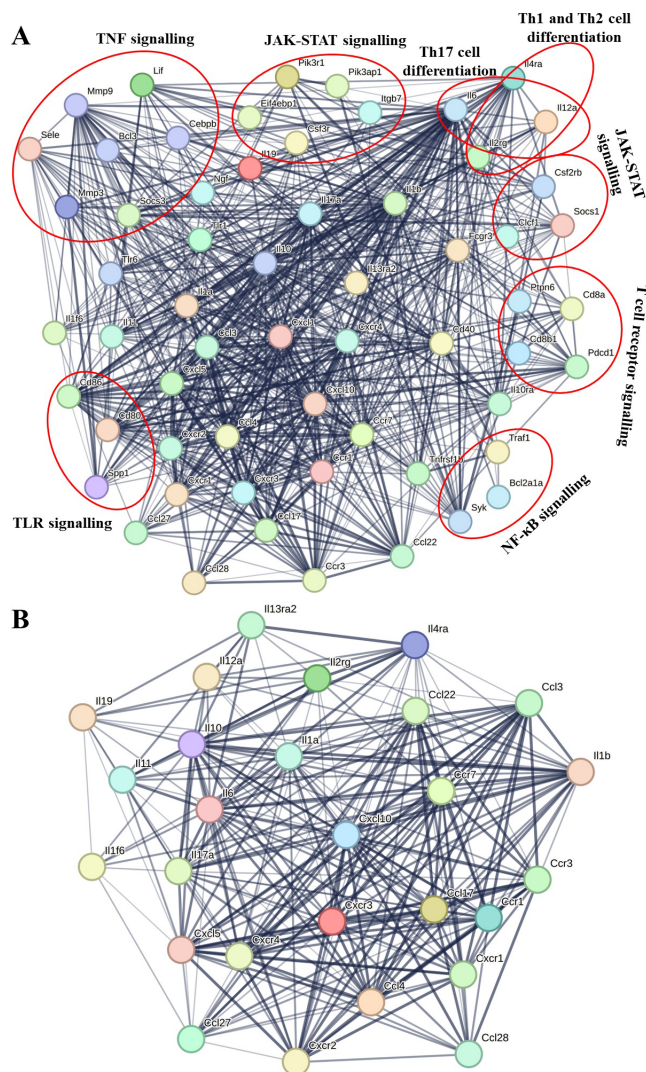 A
TNF signalling
JAK-STAT signalling
Th17 cell
differentiation
Th1 and Th2 cell
differentiation
Lif
Pik3r1
Pik3ap1
Il4ra
Mmp9
Eif4ebp1
Itgb7
Il6
Il12a
Sele
Bcl3
Cebpb
Csf3r
Il19
Il2rg
JAK-STAT
signalling
Mmp3
Socs3
Ngf
Il17a
Il1b
Csf2rb
Socs1
Tlr1
Clcf1
Fcgr3
Tlr6
Il10
Il13ra2
Ptpn6
Cd8a
T cell receptor signalling
Il1f6
Il11
Il1a
Ccl3
Cxcl1
Cxcr4
Cd40
Cd8b1
Pdcd1
Cd86
Cxcl5
Cxcl10
Il10ra
Cd80
Cxcr2
Ccl4
Ccr7
Traf1
Spp1
Cxcr1
Cxcr3
Ccr1
Tnfrsf1b
Bcl2a1a
TLR signalling
Ccl27
Ccl17
Syk
NF-κB signalling
Ccl28
Ccr3
Ccl22
B
Il13ra2
Il4ra
Il12a
Il2rg
Ccl22
Ccl3
Il19
Il10
Il1a
Il1b
Il11
Il6
Ccr7
Cxcl10
Il1f6
Il17a
Ccr3
Cxcl5
Cxcr4
Cxcr3
Ccl17
Ccr1
Cxcr1
Ccl4
Ccl27
Cxcr2
Ccl28